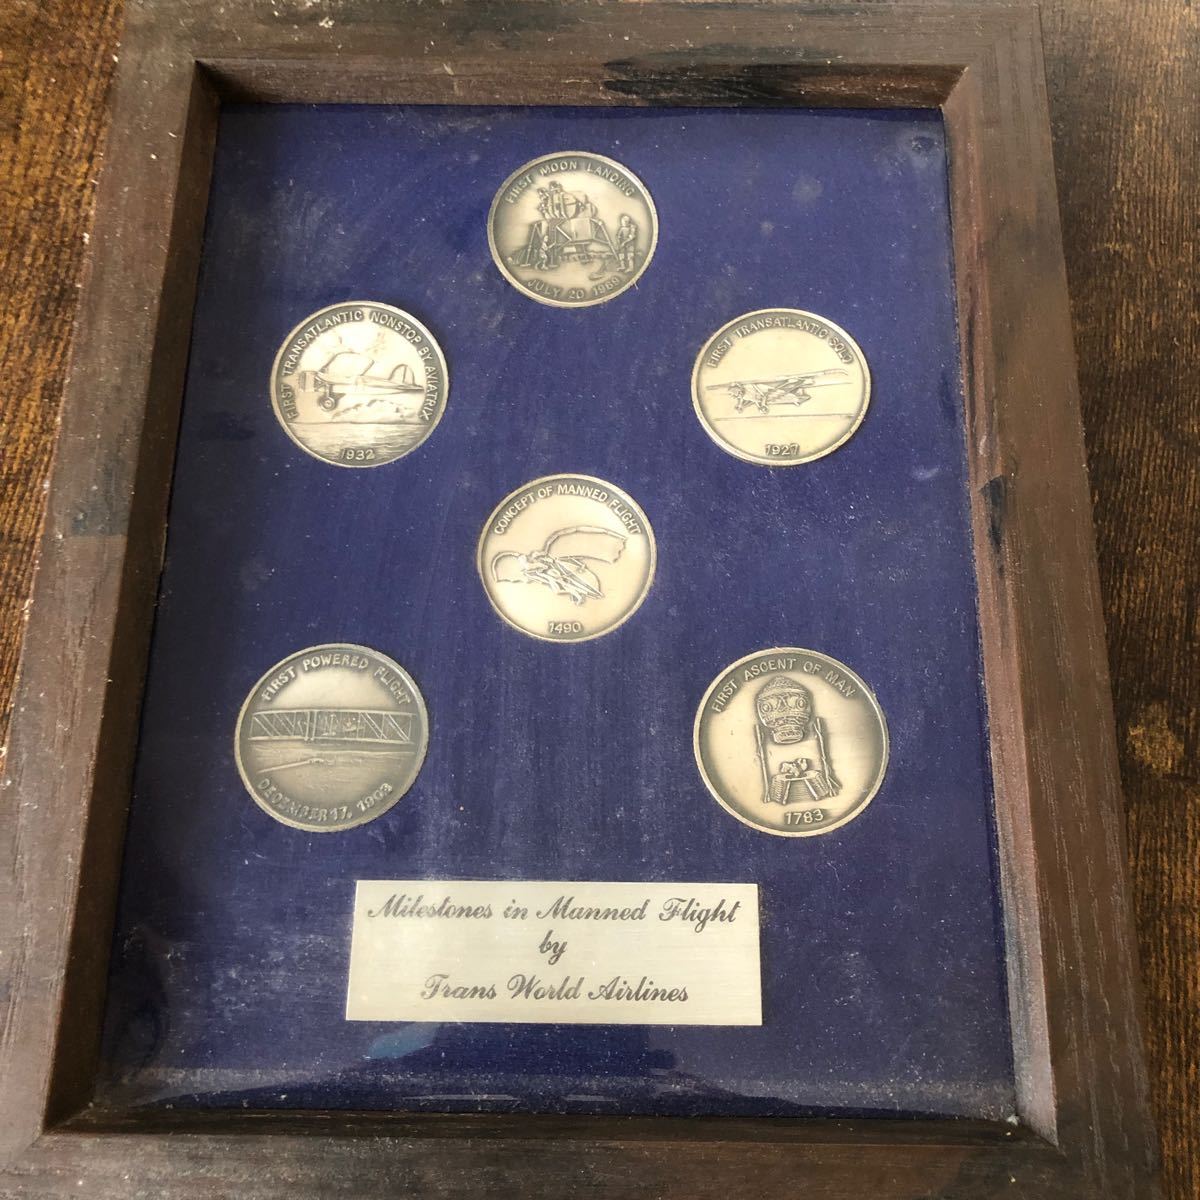 FIRST MOON LANDING
JULY 20 1969
FIRST TRANSATLANTIC NONSTOP BY AVIATRIX
1932
FIRST TRANSATLANTIC SOLO
1927
CONCEPT OF MANNED FLIGHT
1490
FIRST POWERED FLIGHT
DECEMBER 17, 1903
FIRST ASCENT OF MAN
1783
Milestones in Manned Flight
by
Trans World Airlines